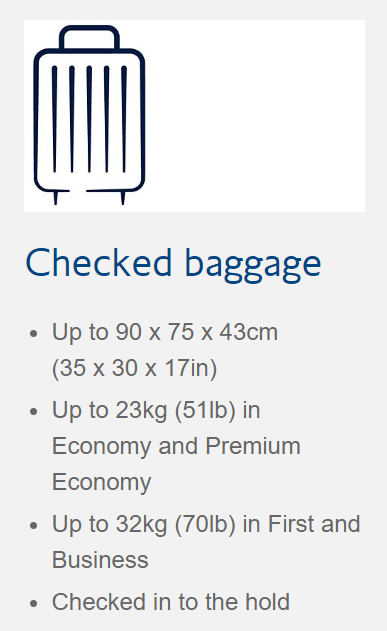 Checked baggage
• Up to 90 x 75 x 43cm
(35 x 30 x 17in)
• Up to 23kg (51lb) in
Economy and Premium
Economy
• Up to 32kg (70lb) in First and
Business
• Checked in to the hold